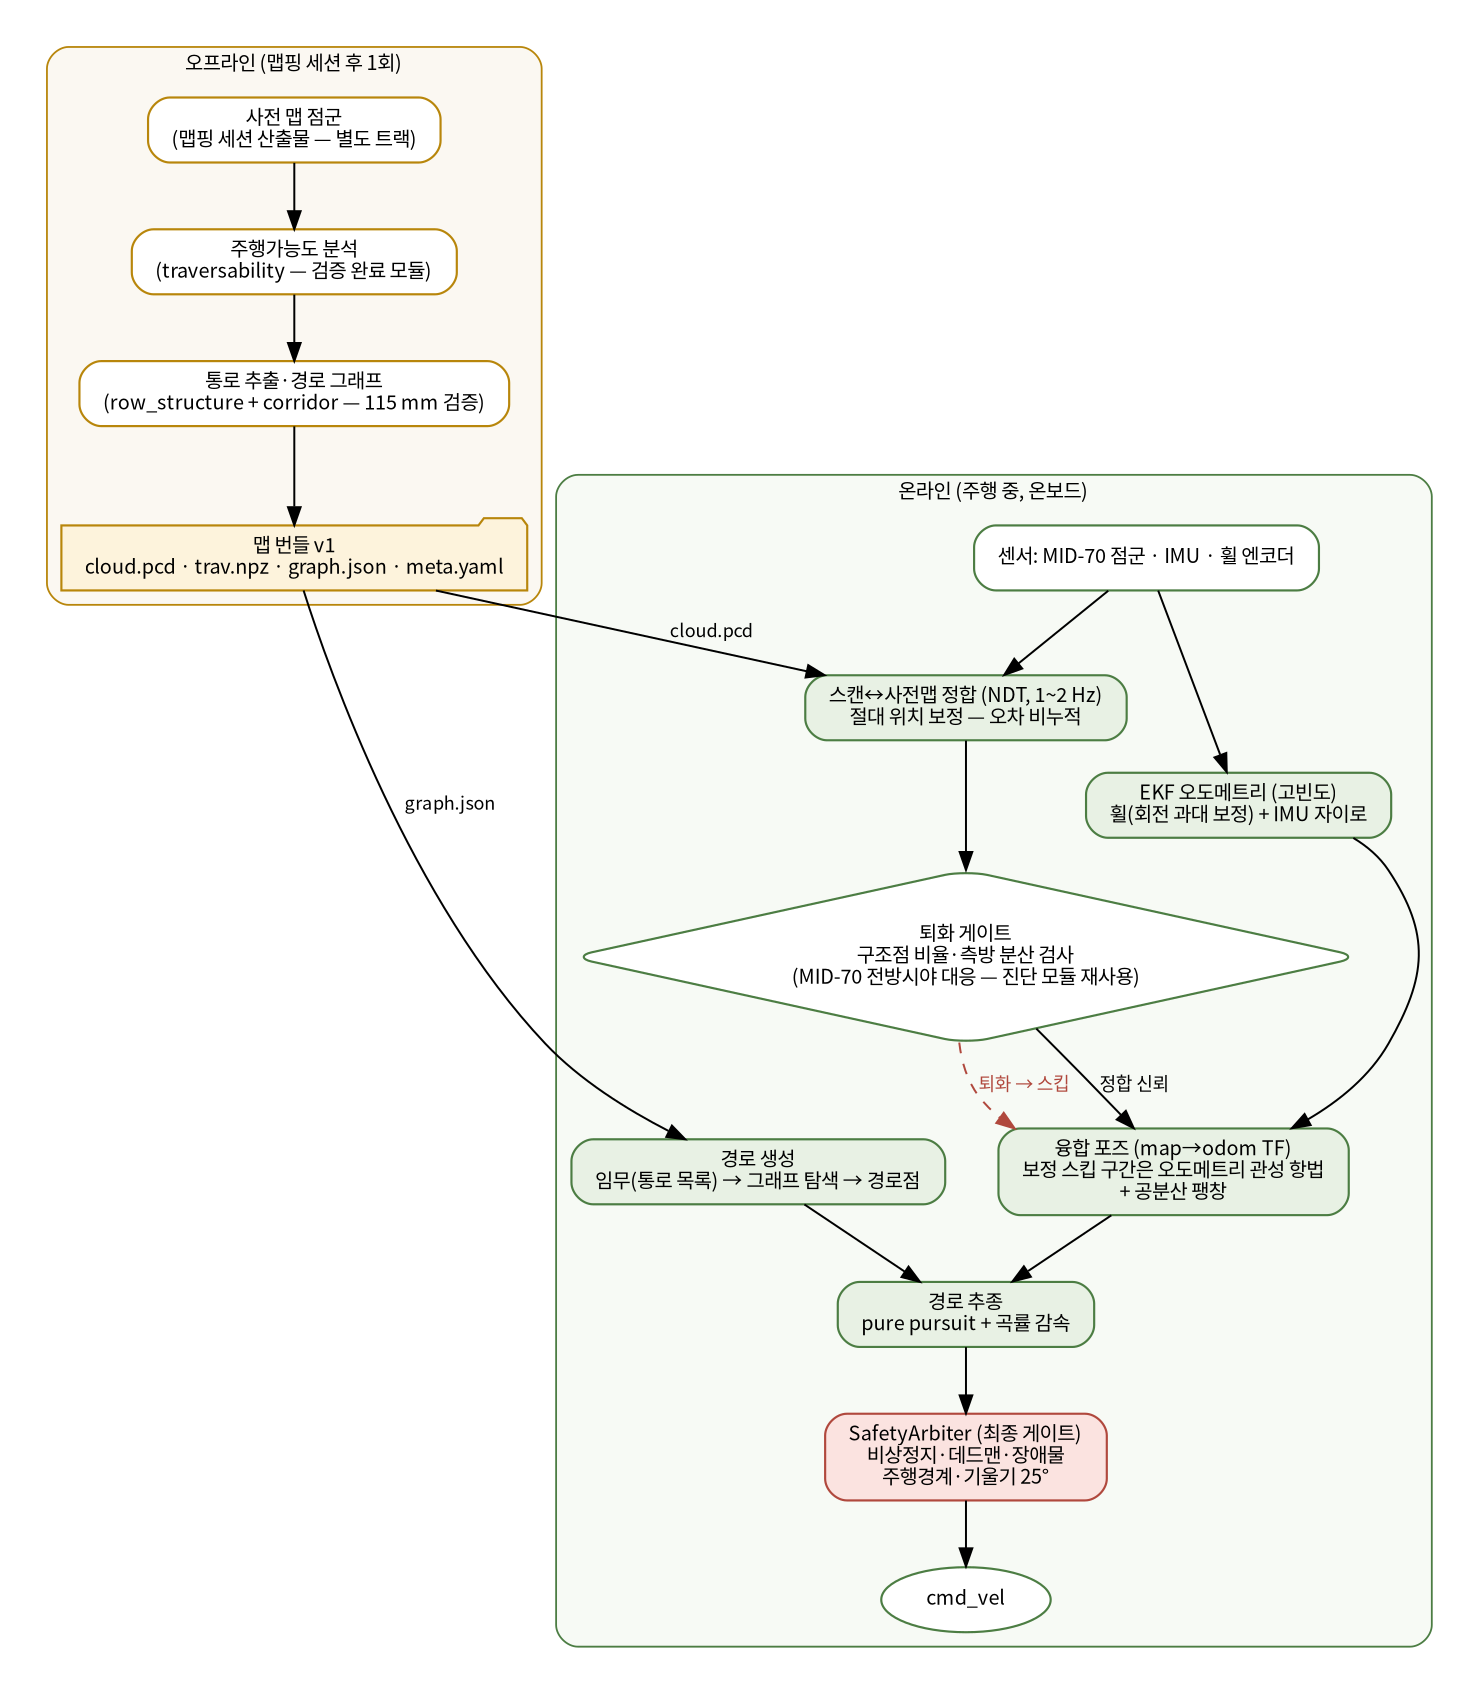 오프라인 (맵핑 세션 후 1회)
사전 맵 점군
(맵핑 세션 산출물 — 별도 트랙)
주행가능도 분석
(traversability — 검증 완료 모듈)
통로 추출·경로 그래프
(row_structure + corridor — 115 mm 검증)
맵 번들 v1
cloud.pcd · trav.npz · graph.json · meta.yaml
온라인 (주행 중, 온보드)
센서: MID-70 점군 · IMU · 휠 엔코더
cloud.pcd
스캔↔사전맵 정합 (NDT, 1~2 Hz)
절대 위치 보정 — 오차 비누적
EKF 오도메트리 (고빈도)
휠(회전 과대 보정) + IMU 자이로
graph.json
퇴화 게이트
구조점 비율·측방 분산 검사
(MID-70 전방시야 대응 — 진단 모듈 재사용)
퇴화 → 스킵
정합 신뢰
경로 생성
임무(통로 목록) → 그래프 탐색 → 경로점
융합 포즈 (map→odom TF)
보정 스킵 구간은 오도메트리 관성 항법
+ 공분산 팽창
경로 추종
pure pursuit + 곡률 감속
SafetyArbiter (최종 게이트)
비상정지·데드맨·장애물
주행경계·기울기 25°
cmd_vel